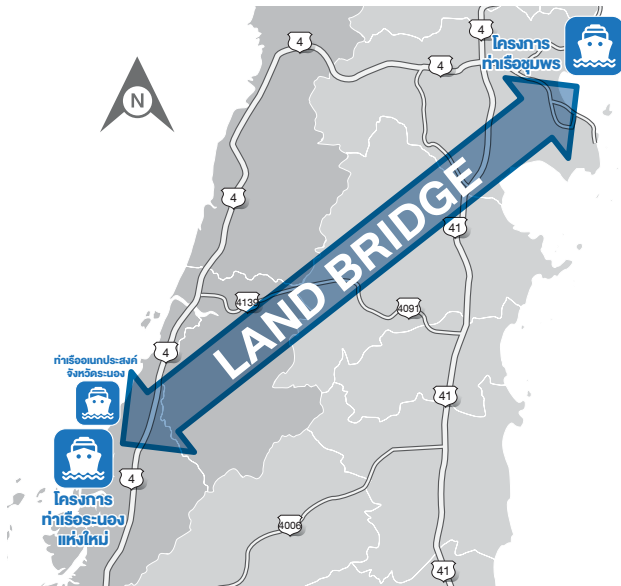 4
4
4
โครงการ
ท่าเรือชุมพร
N
4
41
LAND BRIDGE
4139
4091
4
ท่าเรืออเนกประสงค์
จังหวัดระนอง
41
4
โครงการ
ท่าเรือระนอง
แห่งใหม่
4006
41